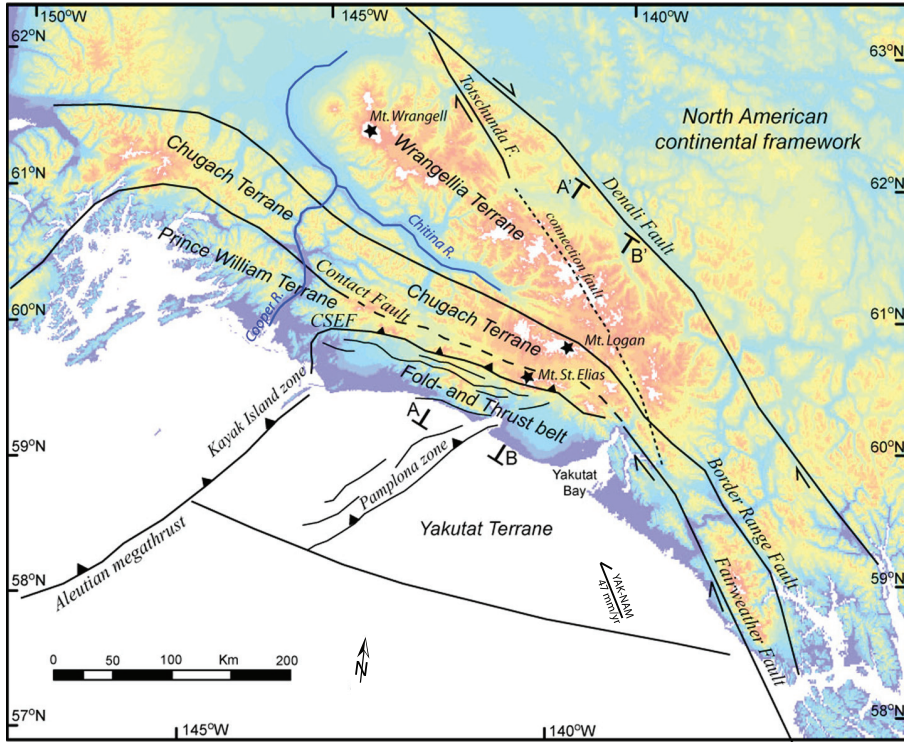 150°W
145°W
140°W
62°N
63°N
Totschunda F.
Mt. Wrangell
North American
continental framework
Chugach Terrane
Wrangellia Terrane
61°N
A'
Denali Fault
62°N
B'
connection fault
Chitina R.
Prince William Terrane
Contact Fault
Cooper R.
Chugach Terrane
60°N
CSEF
Mt. Logan
61°N
Mt. St. Elias
Fold- and Thrust belt
Kayak Island zone
A
59°N
B
60°N
Pamplona zone
Yakutat
Bay
Border Range Fault
Yakutat Terrane
Aleutian megathrust
58°N
YAK-NAM
47 mm/yr
Fairweather Fault
59°N
N
0 50 100 Km 200
57°N
58°N
145°W
140°W